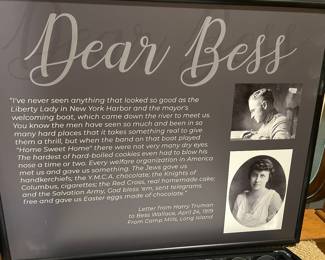 Dear Bess
"I've never seen anything that looked so good as the
Liberty Lady in New York Harbor and the mayor's
welcoming boat, which came down the river to meet us.
You know the men have seen so much and been in so
many hard places that it takes something real to give
them a thrill, but when the band on that boat played
"Home Sweet Home" there were not very many dry eyes.
The hardest of hard-boiled cookies even had to blow his
nose a time or two. Every welfare organization in America
met us and gave us something. The Jews gave us
handkerchiefs; the Y.M.C.A. chocolate; the Knights of
Columbus, cigarettes; the Red Cross, real homemade cake;
and the Salvation Army, God bless 'em, sent telegrams
free and gave us Easter eggs made of chocolate."
Letter from Harry Truman
to Bess Wallace, April 24, 1919
From Camp Mills, Long Island